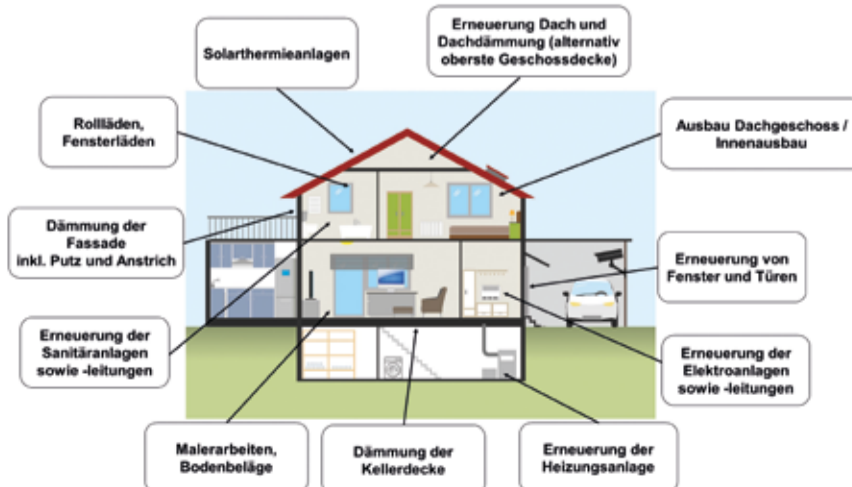 Solarthermieanlagen
Erneuerung Dach und
Dachdämmung (alternativ
oberste Geschossdecke)
Rollläden,
Fensterläden
Ausbau Dachgeschoss /
Innenausbau
Dämmung der
Fassade
inkl. Putz und Anstrich
Erneuerung von
Fenster und Türen
Erneuerung der
Sanitäranlagen
sowie -leitungen
Erneuerung der
Elektroanlagen
sowie -leitungen
Malerarbeiten,
Bodenbeläge
Dämmung der
Kellerdecke
Erneuerung der
Heizungsanlage